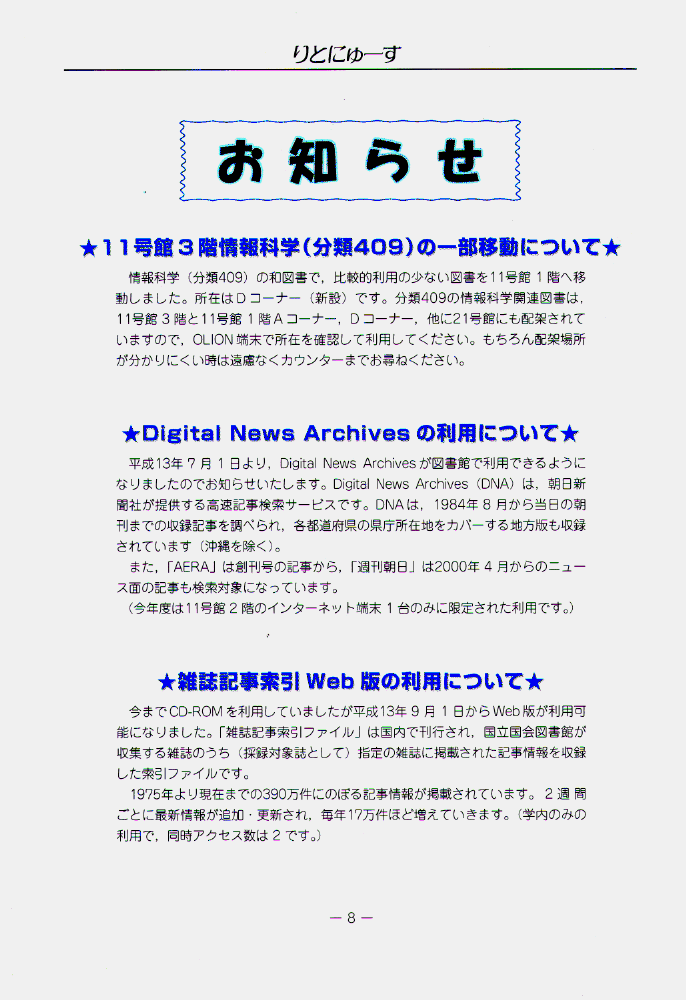 りとにゅーす
お知らせ
★11号館3階情報科学(分類409)の一部移動について★
情報科学（分類409）の和図書で，比較的利用の少ない図書を11号館1階へ移
動しました。所在はDコーナー（新設）です。分類409の情報科学関連図書は，
11号館3階と11号館1階Aコーナー，Dコーナー，他に21号館にも配架されて
いますので，OLION端末で所在を確認して利用してください。もちろん配架場所
が分かりにくい時は遠慮なくカウンターまでお尋ねください。
★Digital News Archivesの利用について★
平成13年7月1日より，Digital News Archivesが図書館で利用できるように
なりましたのでお知らせいたします。Digital News Archives（DNA）は，朝日新
聞社が提供する高速記事検索サービスです。DNAは，1984年8月から当日の朝
刊までの収録記事を調べられ，各都道府県の県庁所在地をカバーする地方版も収録
されています（沖縄を除く）。
また，「AERA」は創刊号の記事から，「週刊朝日」は2000年4月からのニュー
ス面の記事も検索対象になっています。
（今年度は11号館2階のインターネット端末1台のみに限定された利用です。）
★雑誌記事索引Web版の利用について★
今までCD-ROMを利用していましたが平成13年9月1日からWeb版が利用可
能になりました。「雑誌記事索引ファイル」は国内で刊行され，国立国会図書館が
収集する雑誌のうち（採録対象誌として）指定の雑誌に掲載された記事情報を収録
した索引ファイルです。
1975年より現在までの390万件にのぼる記事情報が掲載されています。2週間
ごとに最新情報が追加・更新され，毎年17万件ほど増えていきます。（学内のみの
利用で，同時アクセス数は2です。）
－8－